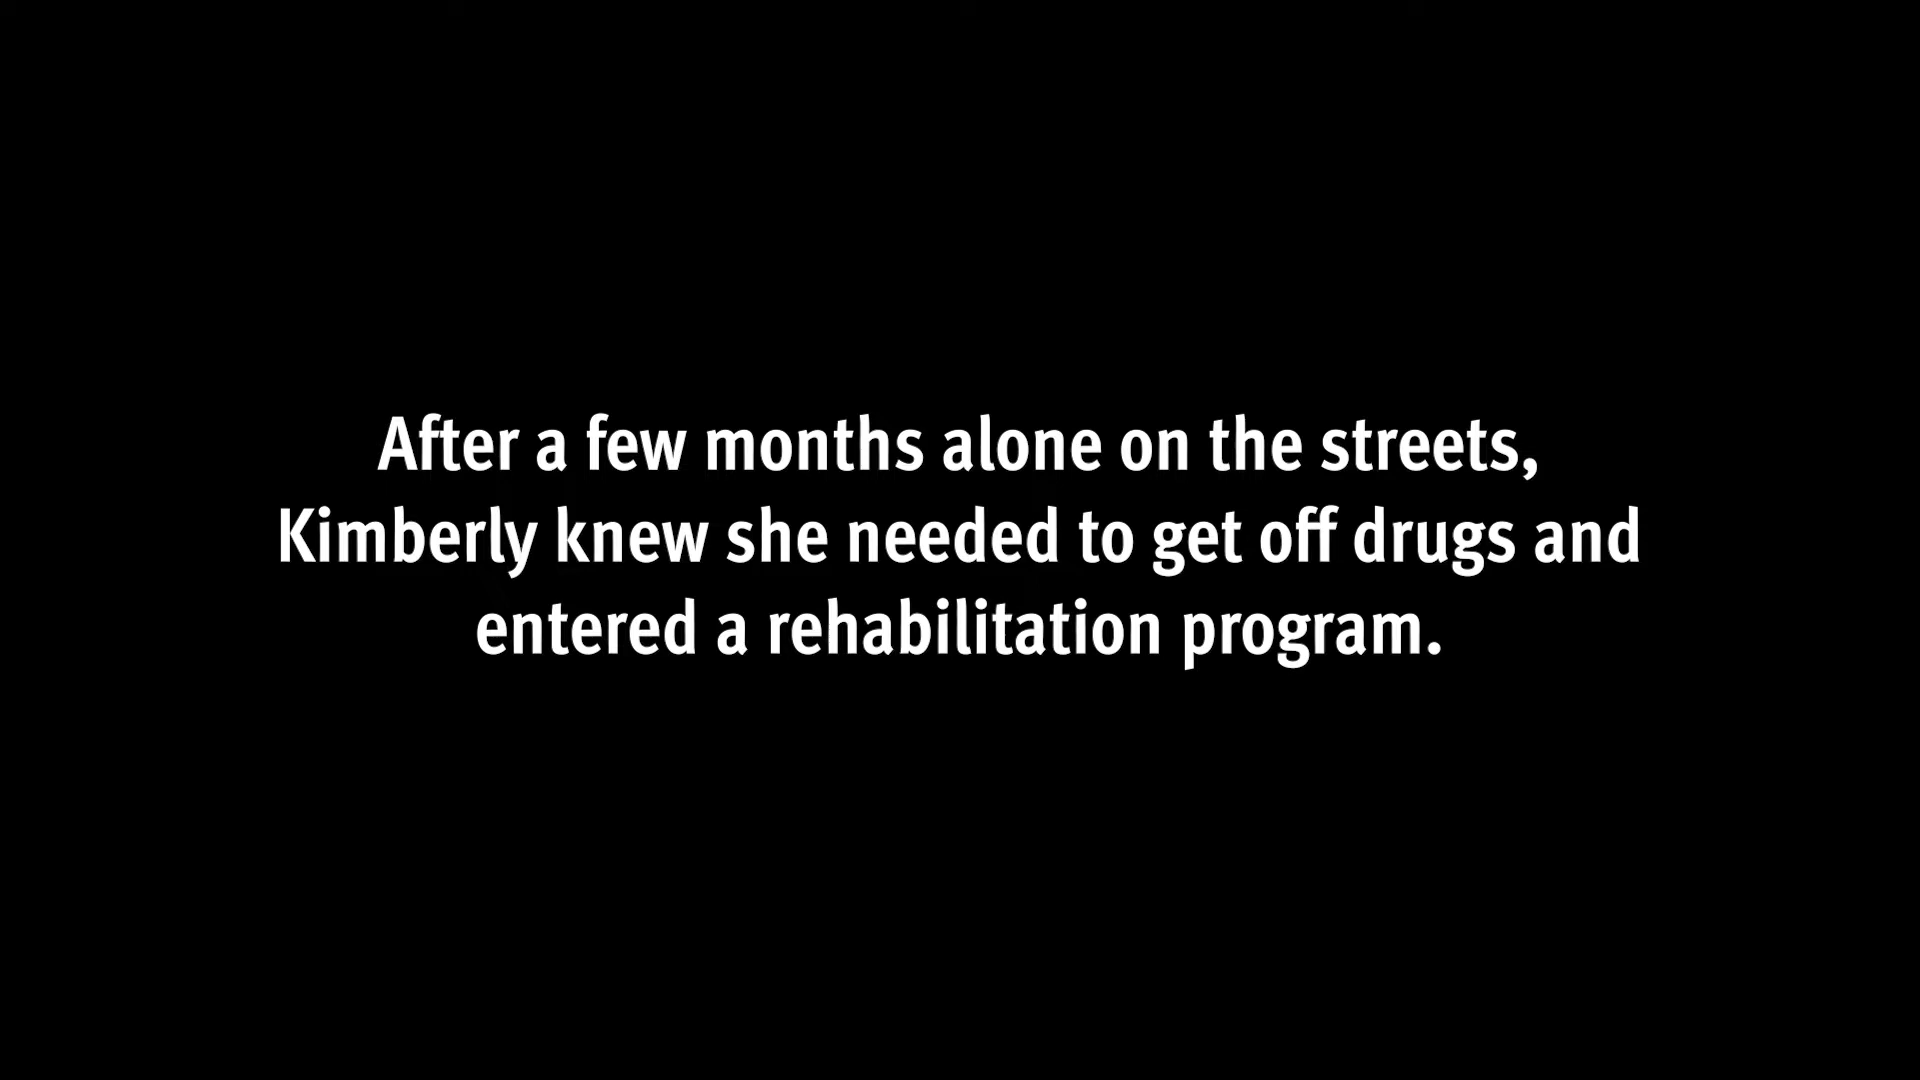 After a few months alone on the streets,
Kimberly knew she needed to get off drugs and
entered a rehabilitation program.